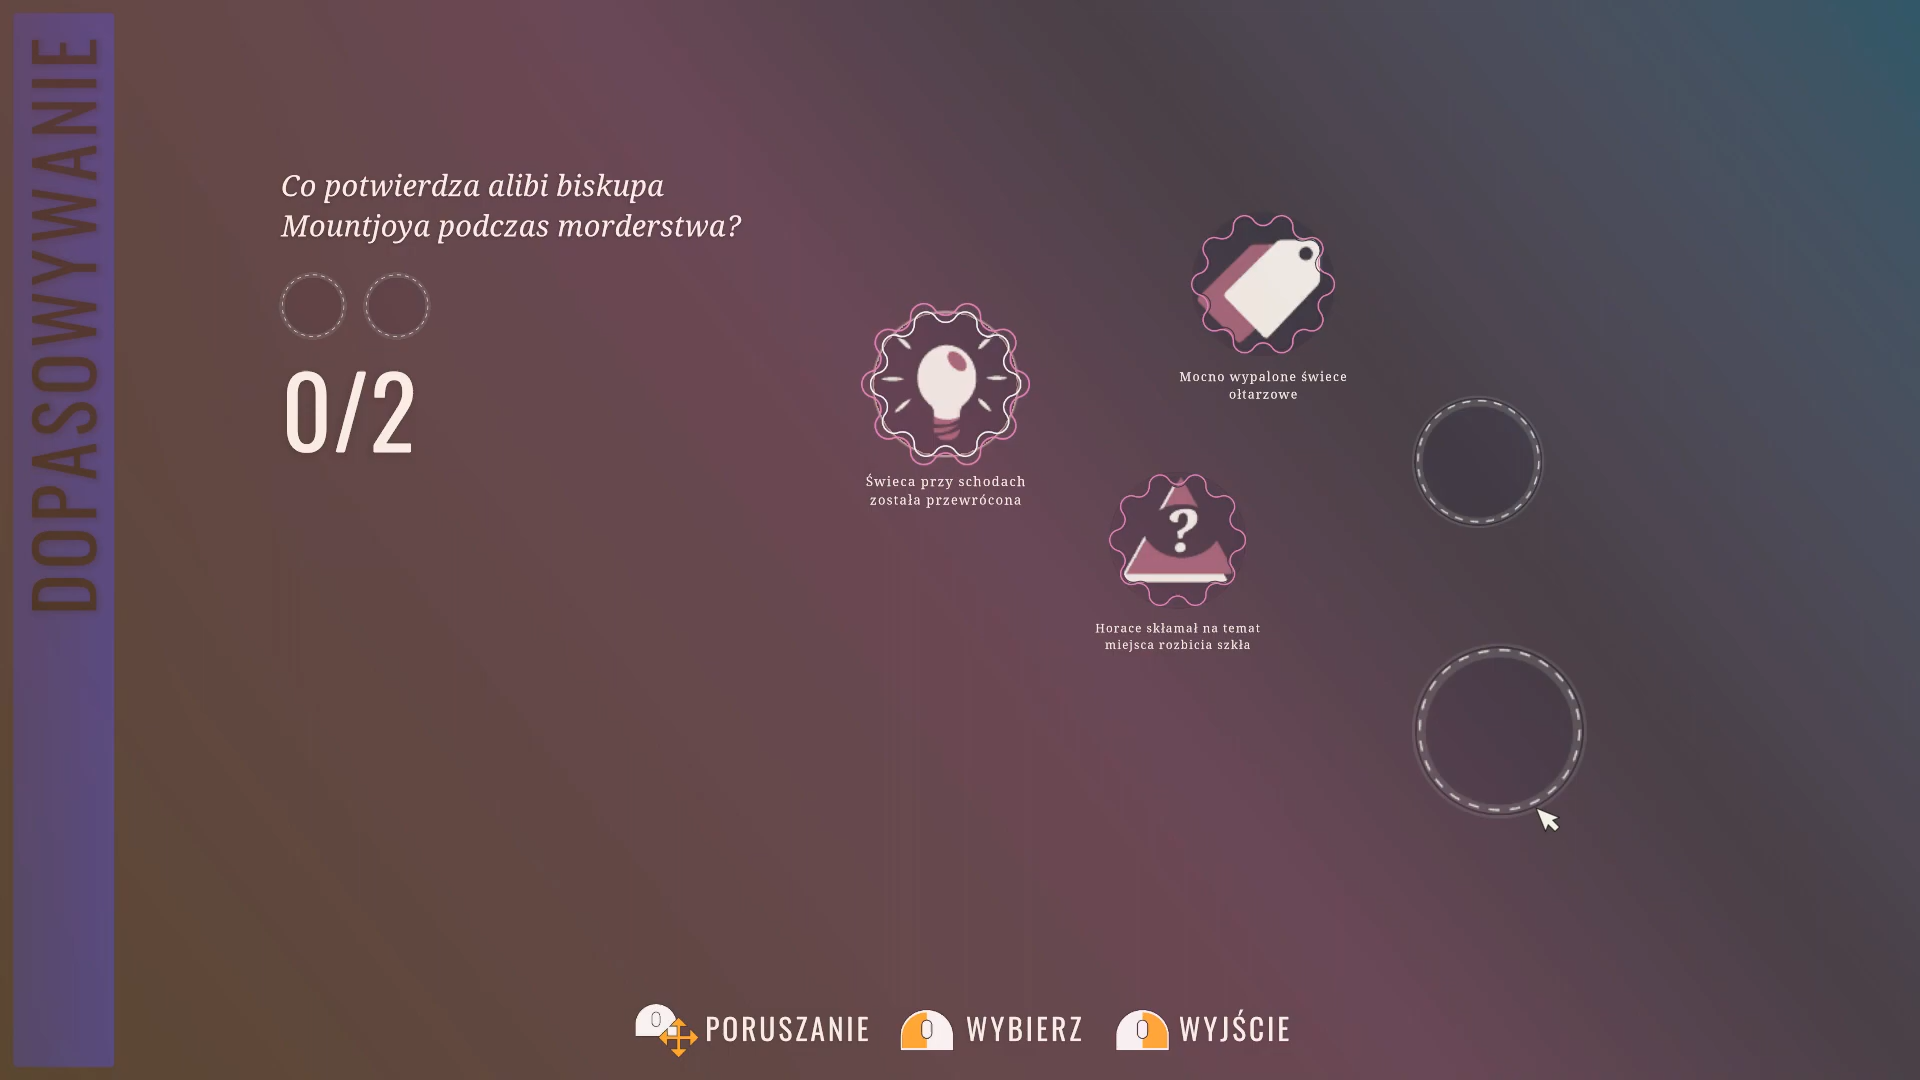 DOPASOWYWANIE
Co potwierdza alibi biskupa
Mountjoya podczas morderstwa?
0/2
Mocno wypalone świece
ołtarzowe
Świeca przy schodach
została przewrócona
?
Horace skłamał na temat
miejsca rozbicia szkła
PORUSZANIE
WYBIERZ
WYJŚCIE